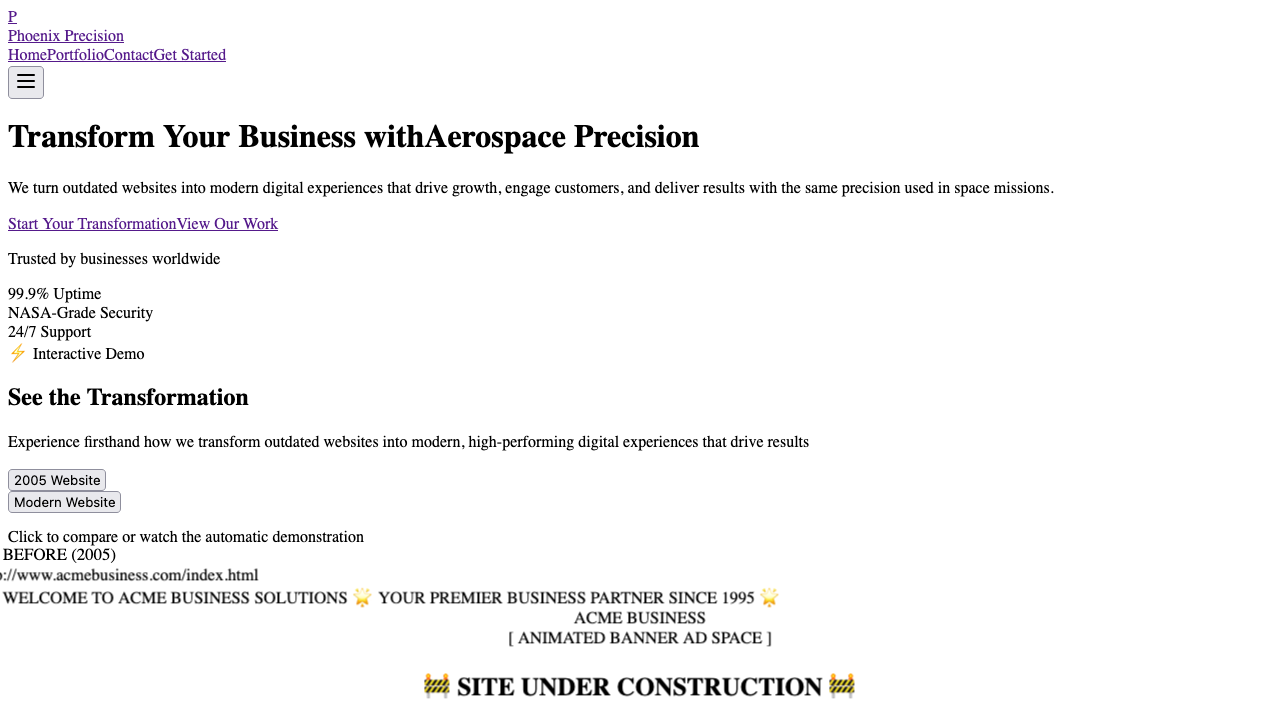 P
Phoenix Precision
HomePortfolioContactGet Started
Transform Your Business withAerospace Precision
We turn outdated websites into modern digital experiences that drive growth, engage customers, and deliver results with the same precision used in space missions.
Start Your TransformationView Our Work
Trusted by businesses worldwide
99.9% Uptime
NASA-Grade Security
24/7 Support
⚡ Interactive Demo
See the Transformation
Experience firsthand how we transform outdated websites into modern, high-performing digital experiences that drive results
2005 Website
Modern Website
Click to compare or watch the automatic demonstration
BEFORE (2005)
://www.acmebusiness.com/index.html
WELCOME TO ACME BUSINESS SOLUTIONS 🌟 YOUR PREMIER BUSINESS PARTNER SINCE 1995 🌟
ACME BUSINESS
[ ANIMATED BANNER AD SPACE ]
🚧 SITE UNDER CONSTRUCTION 🚧